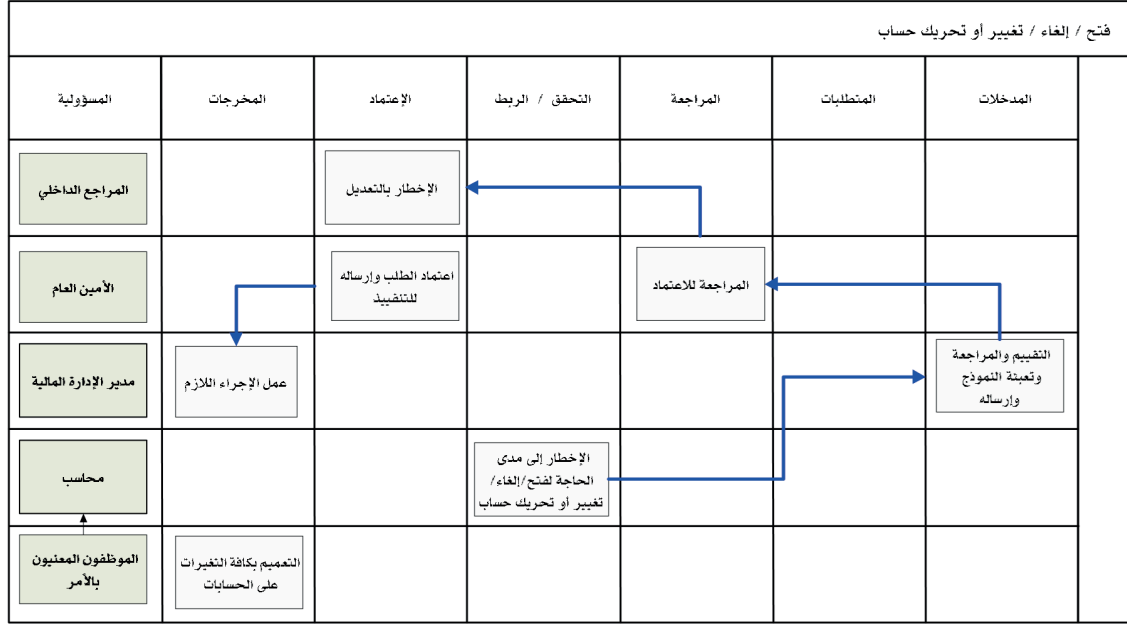 فتح / إلغاء / تغيير أو تحريك حساب
المدخلات
المتطلبات
المراجعة
التحقق / الربط
الإعتماد
المخرجات
المسؤولية
الإخطار بالتعديل
المراجع الداخلي
المراجعة للاعتماد
اعتماد الطلب وإرساله
للتنقييذ
الأمين العام
التقييم والمراجعة
وتعبئة النموذج
وإرساله
عمل الإجراء اللازم
مدير الإدارة المالية
الإخطار إلى مدى
الحاجة لفتح/إلغاء/
تغيير أو تحريك حساب
محاسب
التعميم بكافة التغيرات
على الحسابات
الموظفون المعنيون
بالأمر